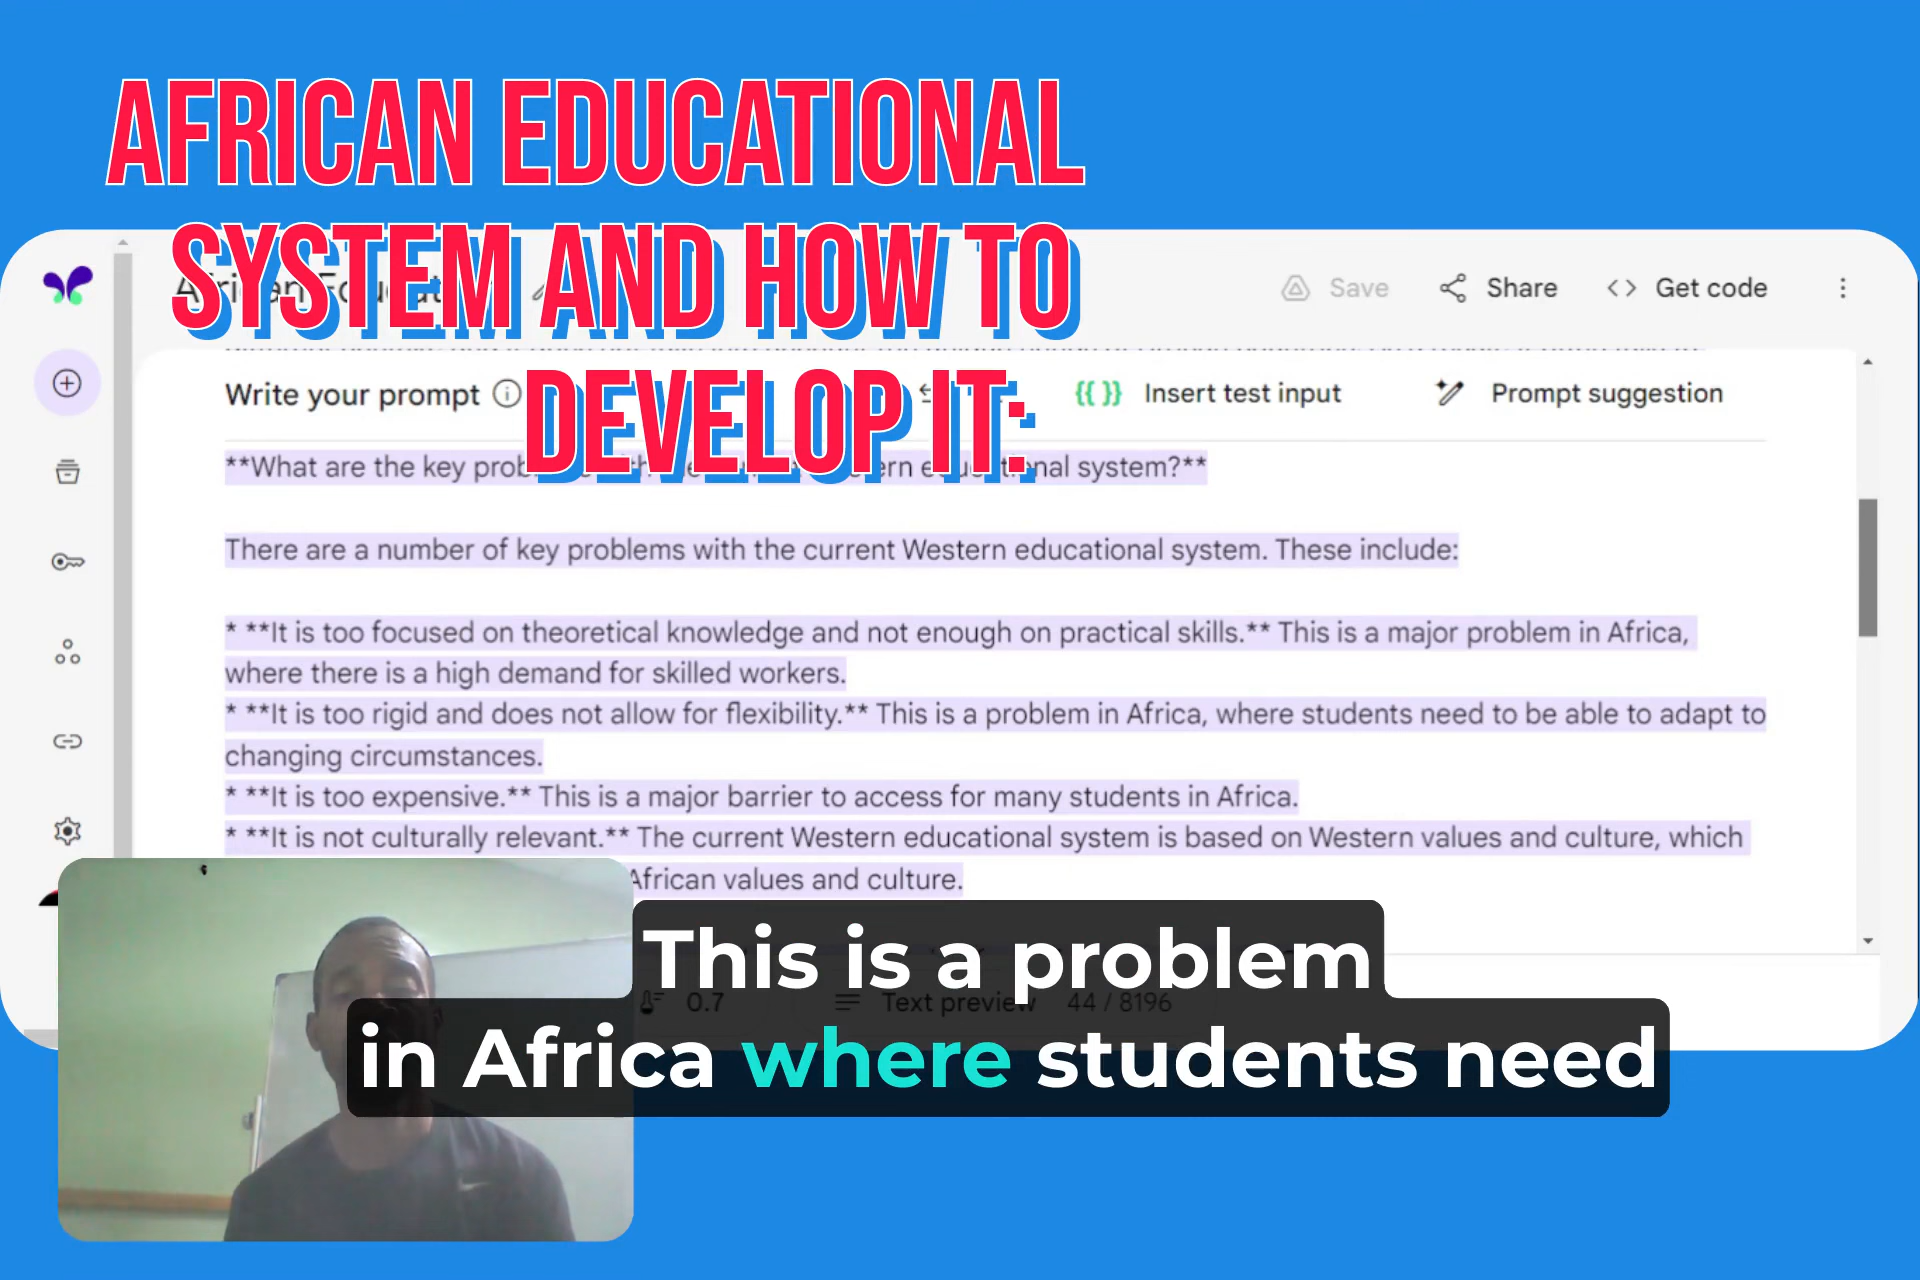 AFRICAN EDUCATIONAL
SYSTEM AND HOW TO
DEVELOP IT:
Save
Share
Get code
Write your prompt
{{ }} Insert test input
Prompt suggestion
**What are the key educational system?**
There are a number of key problems with the current Western educational system. These include:
* **It is too focused on theoretical knowledge and not enough on practical skills.** This is a major problem in Africa,
where there is a high demand for skilled workers.
* **It is too rigid and does not allow for flexibility.** This is a problem in Africa, where students need to be able to adapt to
changing circumstances.
* **It is too expensive.** This is a major barrier to access for many students in Africa.
* **It is not culturally relevant.** The current Western educational system is based on Western values and culture, which
African values and culture.
This is a problem
0.7
Text preview 44 / 8196
in Africa where students need